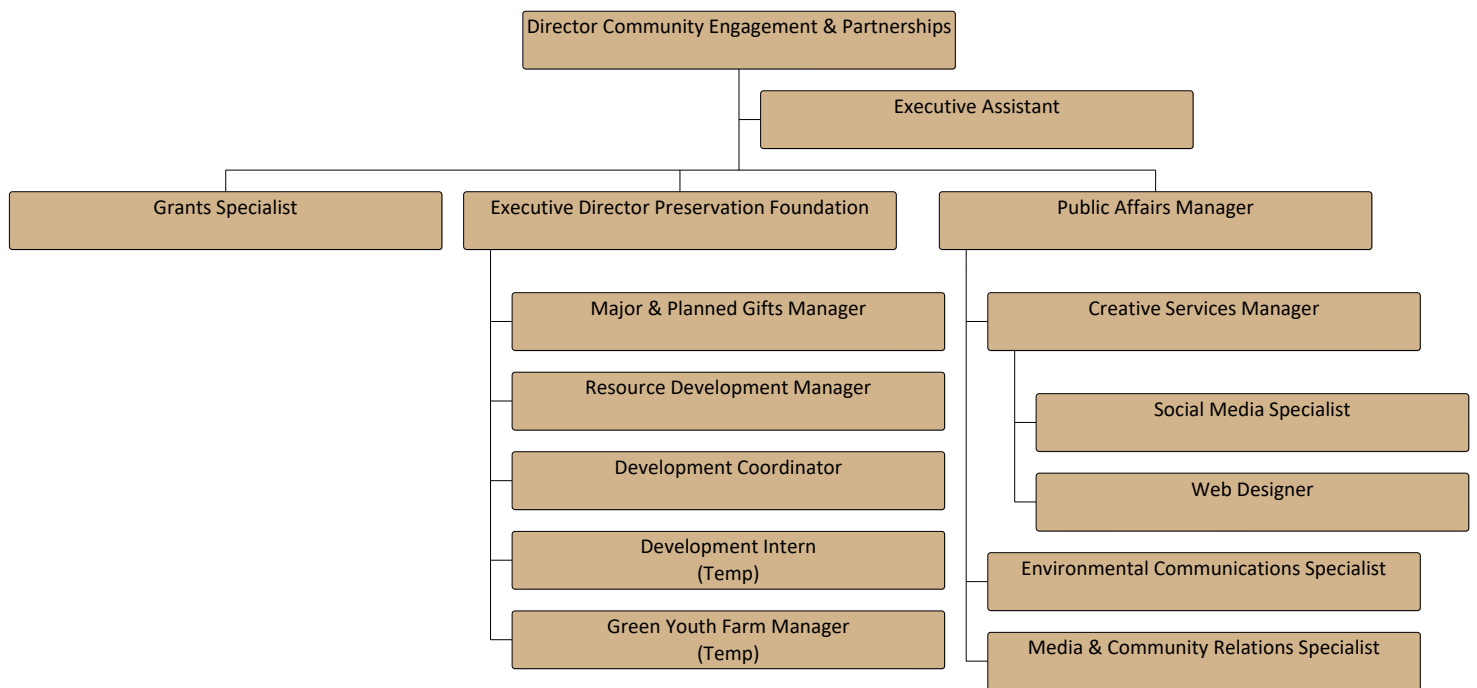 Director Community Engagement & Partnerships
Executive Assistant
Grants Specialist
Executive Director Preservation Foundation
Public Affairs Manager
Major & Planned Gifts Manager
Resource Development Manager
Development Coordinator
Development Intern
(Temp)
Green Youth Farm Manager
(Temp)
Creative Services Manager
Social Media Specialist
Web Designer
Environmental Communications Specialist
Media & Community Relations Specialist